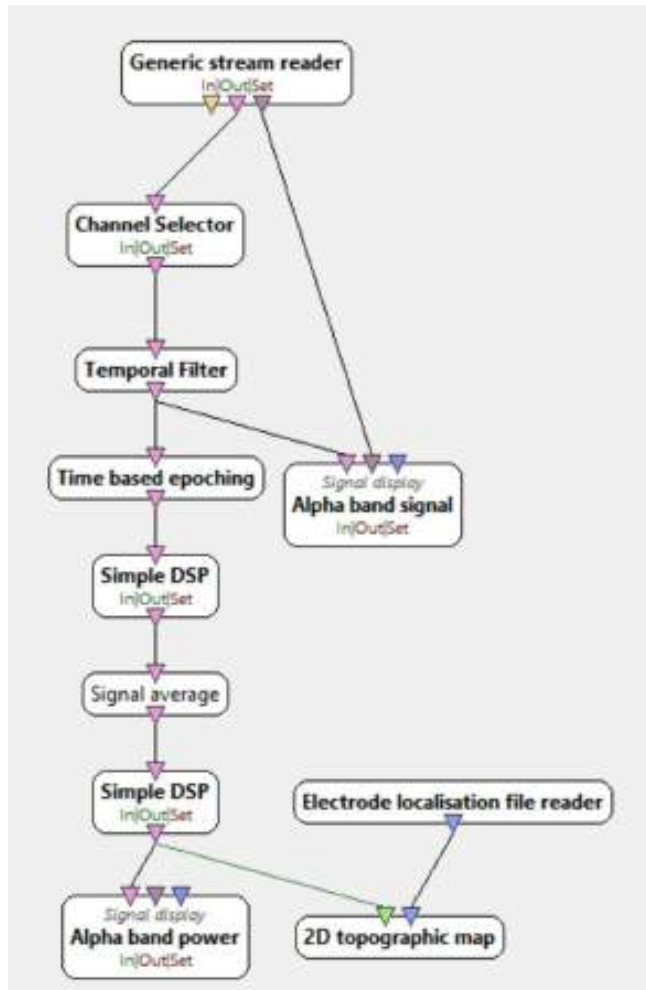 Generic stream reader
In|Out|Set
Channel Selector
In|Out|Set
Temporal Filter
Time based epoching
Signal display
Alpha band signal
In|Out|Set
Simple DSP
In|Out|Set
Signal average
Simple DSP
In|Out|Set
Electrode localisation file reader
Signal display
Alpha band power
In|Out|Set
2D topographic map